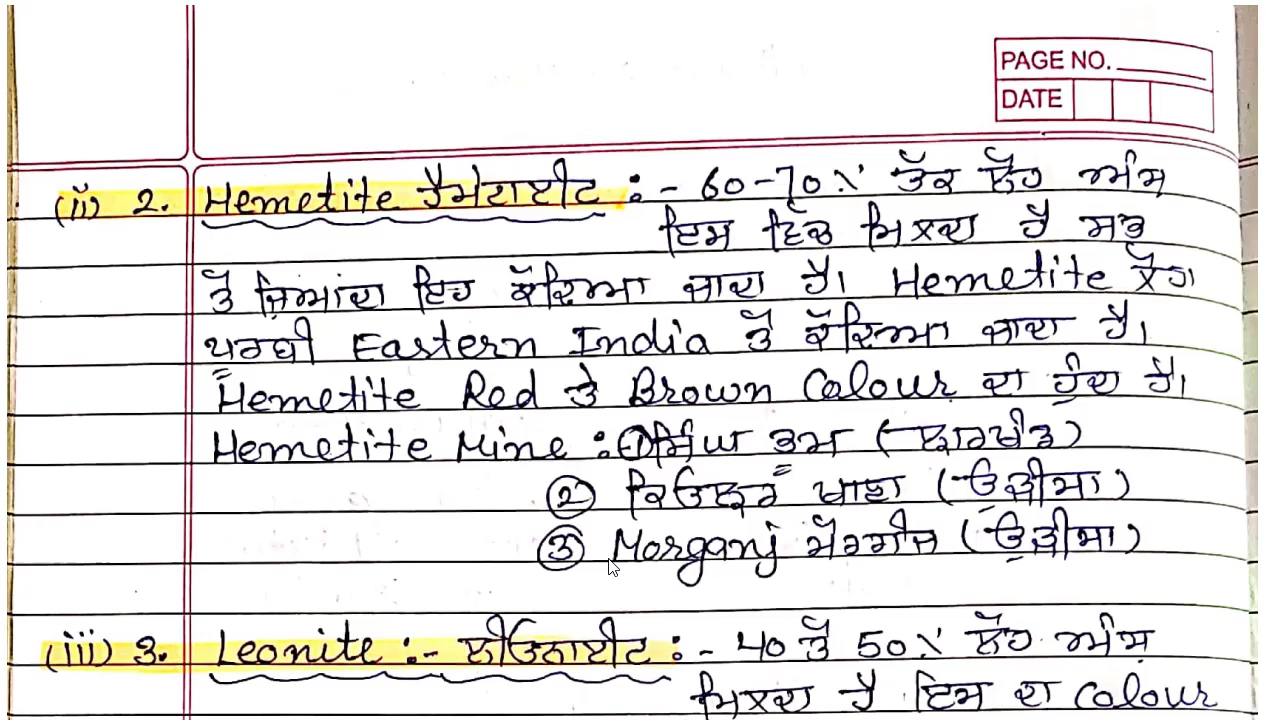 PAGE NO.
DATE
(ii) 2. Hemetite ਹੈਮੇਟਾਈਟ :- 60-70% ਤੱਕ ਲੋਹ ਅੰਸ਼
ਇਸ ਵਿੱਚ ਮਿਲਦਾ ਹੈ ਸਭ
ਤੋਂ ਜ਼ਿਆਦਾ ਇਹ ਕੱਢਿਆ ਜਾਦਾ ਹੈ। Hemetite
Eastern India ਤੋਂ ਕੱਢਿਆ ਜਾਦਾ ਹੈ।
Hemetite Red ਤੇ Brown Colour ਦਾ ਹੁੰਦਾ ਹੈ।
Hemetite Mine : ① ਸਿੰਘ ਭੂਮ (ਝਾਰਖੰਡ)
② ਕਿਓਂਝਰ ਖਾਣਾ (ਉੜੀਸਾ)
③ Morganj ਮੋਰਗੰਜ (ਉੜੀਸਾ)
(iii) 3. Leonite :- ਲੀਓਨਾਈਟ :- 40 ਤੋਂ 50% ਲੋਹ ਅੰਸ਼
ਮਿਲਦਾ ਹੈ ਇਸ ਦਾ Colour